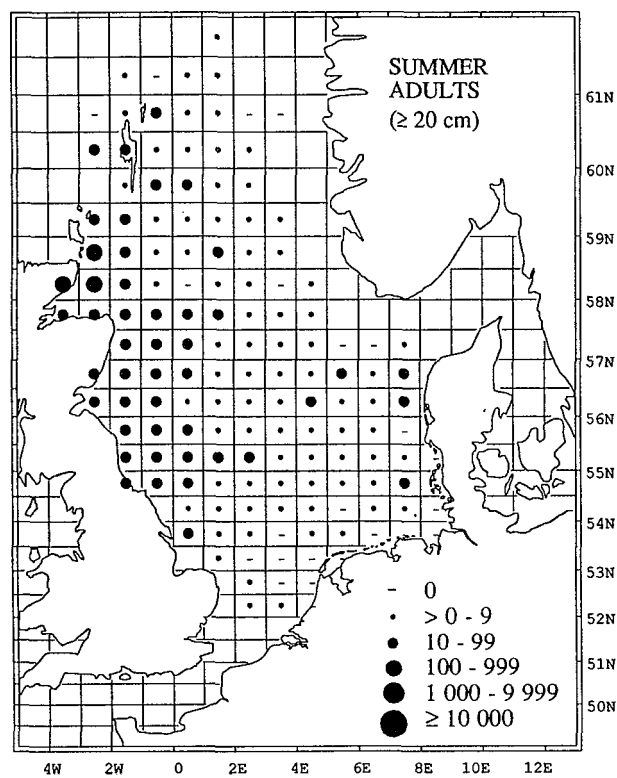 SUMMER
ADULTS
(≥ 20 cm)
61N
60N
59N
58N
57N
56N
55N
54N
53N
52N
51N
50N
- 0
> 0 - 9
10 - 99
100 - 999
1 000 - 9 999
≥ 10 000
4W 2W 0 2E 4E 6E 8E 10E 12E